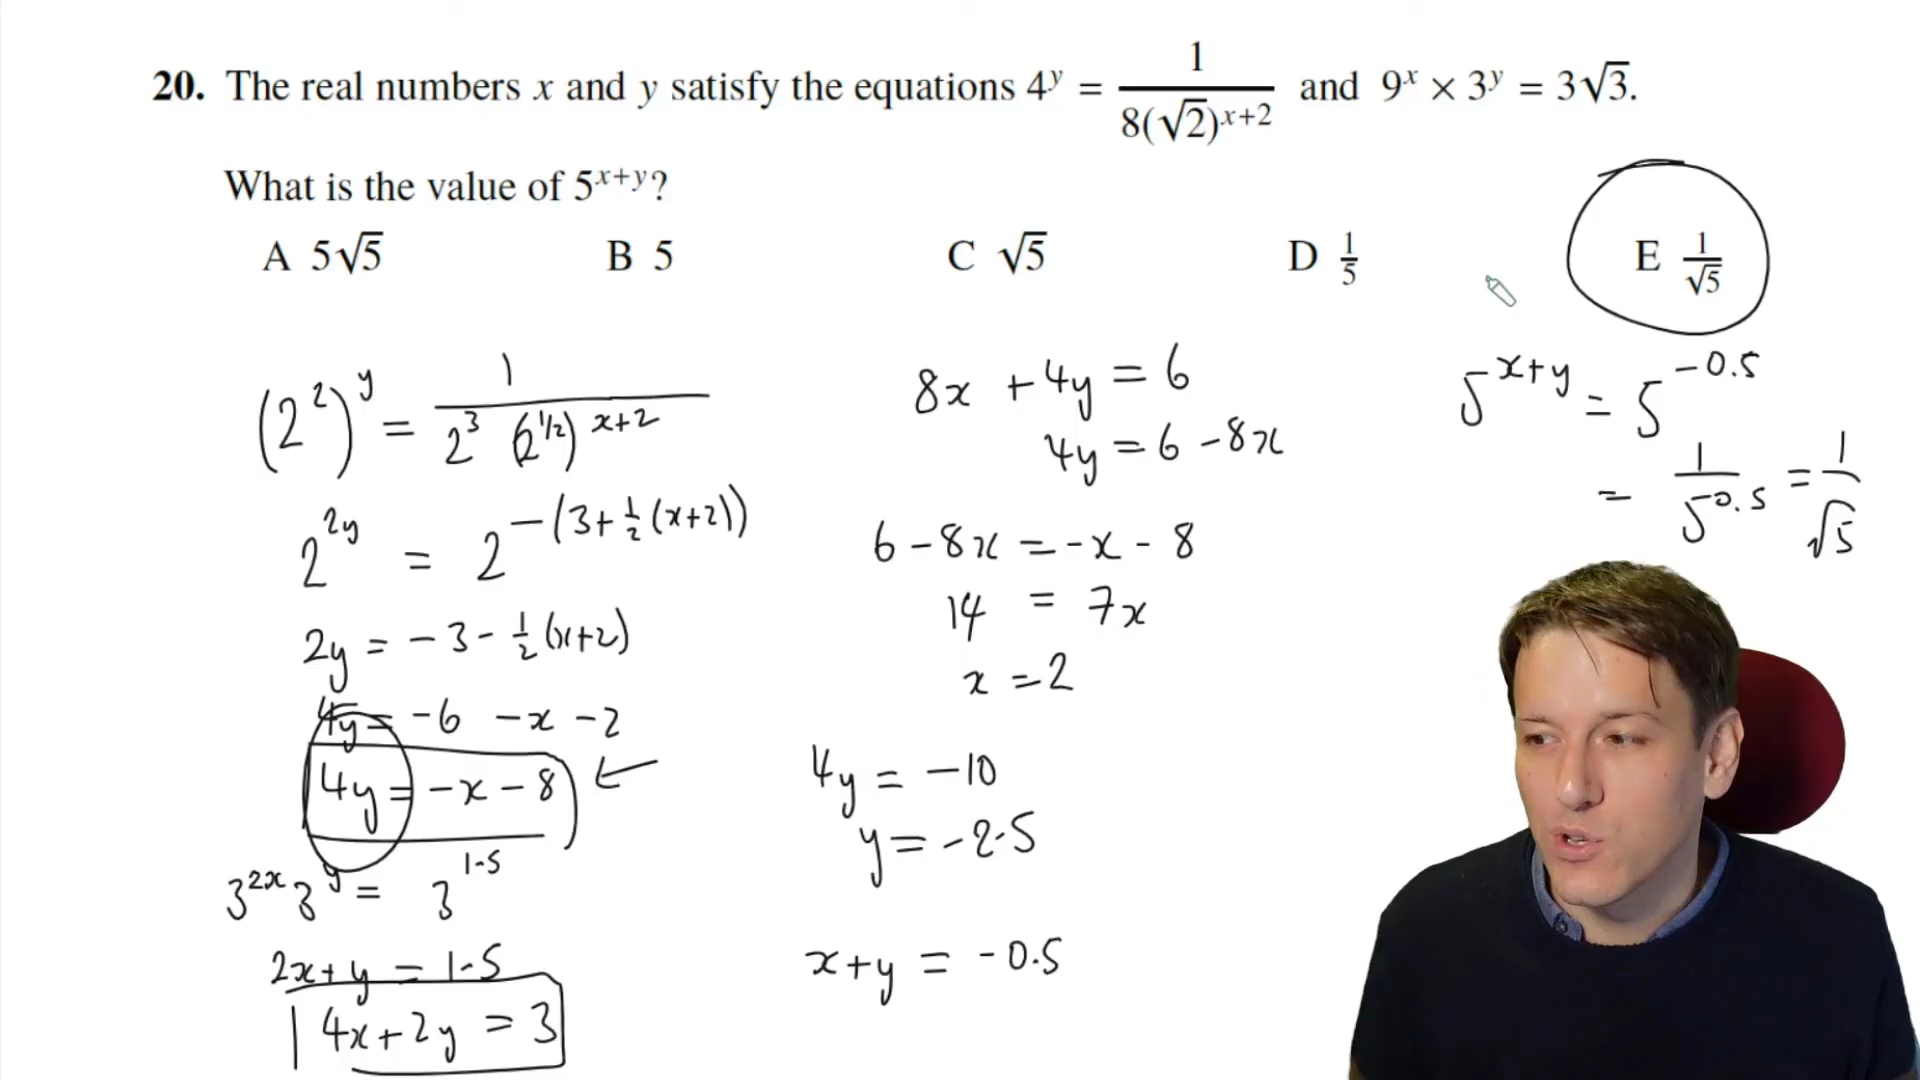 20. The real numbers x and y satisfy the equations 4^y = 1/(8(√2)^(x+2)) and 9^x × 3^y = 3√3.
What is the value of 5^(x+y)?
A 5√5 B 5 C √5 D 1/5 E 1/√5
(2^2)^y = 1/(2^3 (2^(1/2))^(x+2))
2^(2y) = 2^(-(3+1/2(x+2)))
2y = -3 - 1/2(x+2)
4y = -6 -x -2
4y = -x - 8
3^(2x) 3^y = 3^(1.5)
2x + y = 1.5
4x + 2y = 3
8x + 4y = 6
4y = 6 - 8x
6 - 8x = -x - 8
14 = 7x
x = 2
4y = -10
y = -2.5
x + y = -0.5
5^(x+y) = 5^(-0.5)
= 1/5^(0.5) = 1/√5